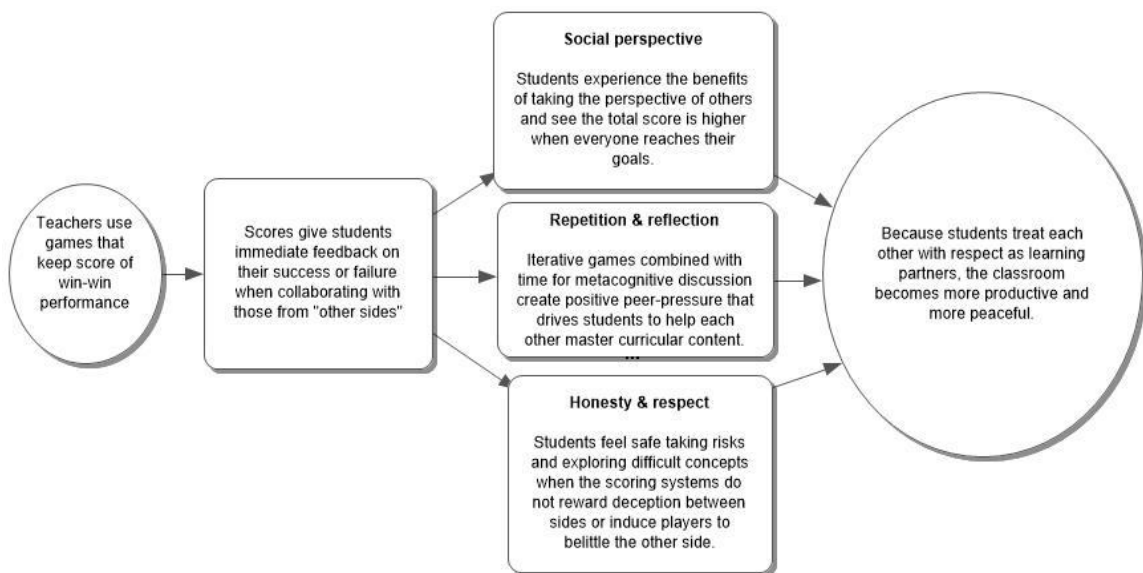 Teachers use
games that
keep score of
win-win
performance
Scores give students
immediate feedback on
their success or failure
when collaborating with
those from "other sides"
Social perspective
Students experience the benefits
of taking the perspective of others
and see the total score is higher
when everyone reaches their
goals.
Repetition & reflection
Iterative games combined with
time for metacognitive discussion
create positive peer-pressure that
drives students to help each
other master curricular content.
...
Honesty & respect
Students feel safe taking risks
and exploring difficult concepts
when the scoring systems do
not reward deception between
sides or induce players to
belittle the other side.
Because students treat each
other with respect as learning
partners, the classroom
becomes more productive and
more peaceful.